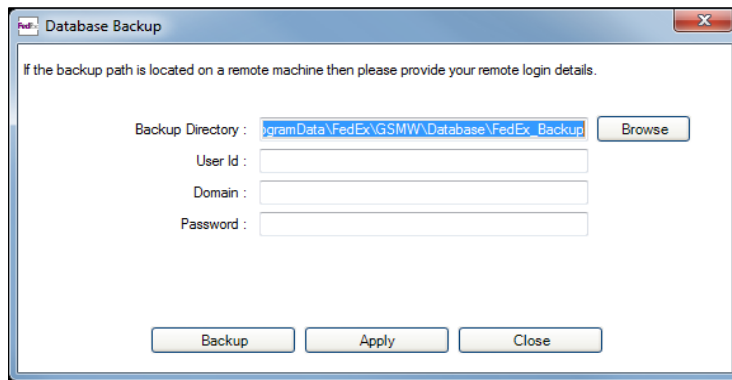 FedEx Database Backup
If the backup path is located on a remote machine then please provide your remote login details.
Backup Directory : ogramData\FedEx\GSMW\Database\FedEx_Backup Browse
User Id :
Domain :
Password :
Backup Apply Close